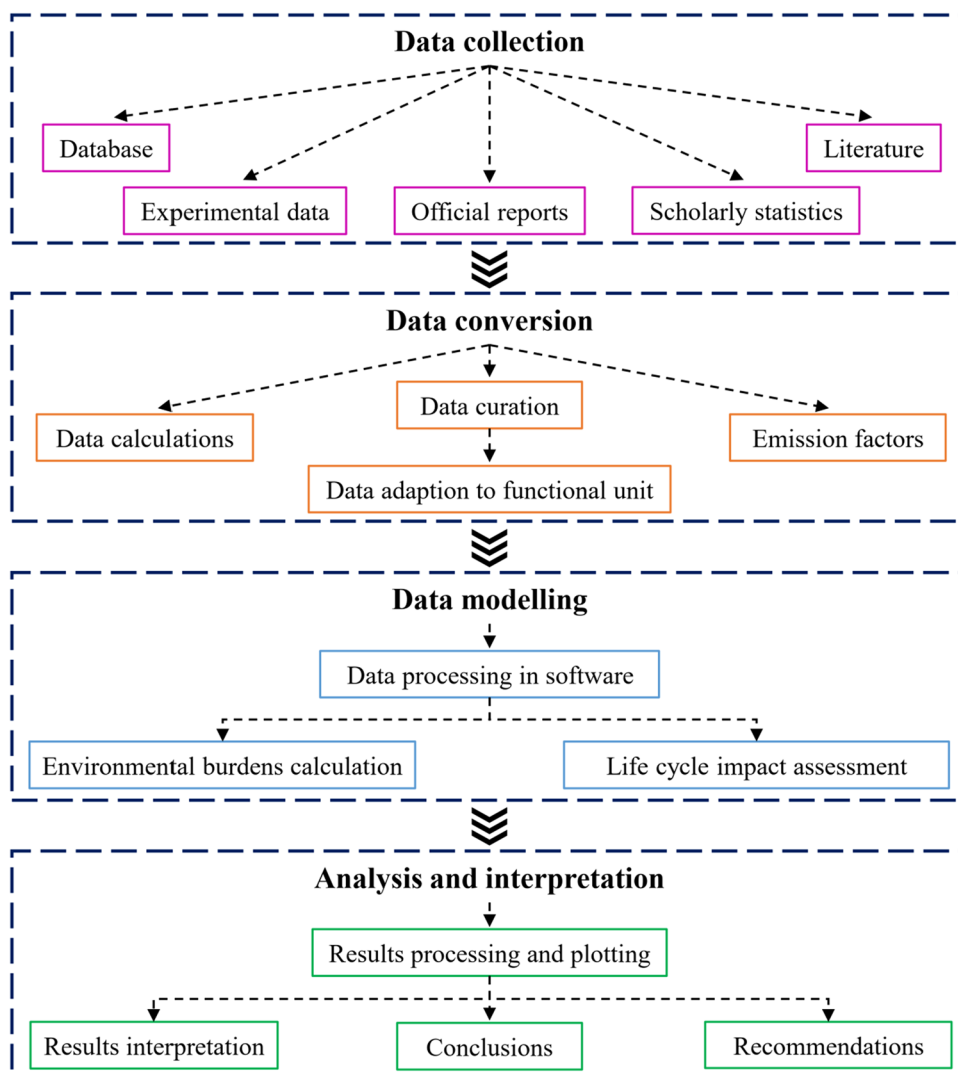 Data collection
Database
Literature
Experimental data
Official reports
Scholarly statistics
Data conversion
Data curation
Data calculations
Emission factors
Data adaption to functional unit
Data modelling
Data processing in software
Environmental burdens calculation
Life cycle impact assessment
Analysis and interpretation
Results processing and plotting
Results interpretation
Conclusions
Recommendations